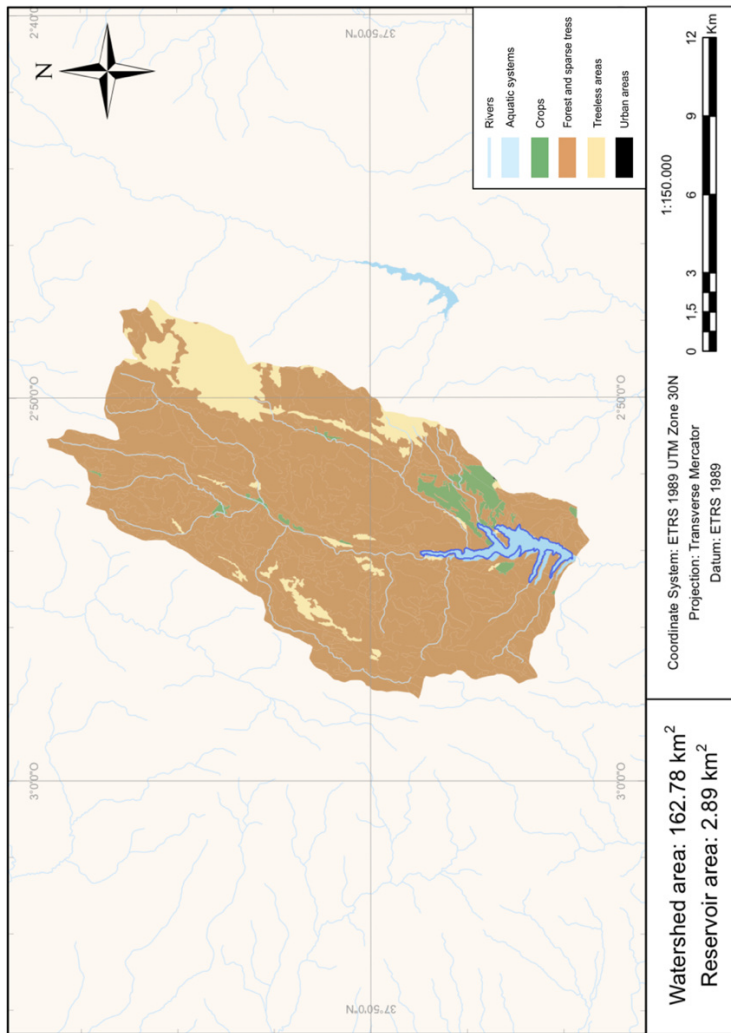 3°0'0"O
2°50'0"O
2°40'0
N
37°50'0"N
37°50'0"N
Rivers
Aquatic systems
Crops
Forest and sparse tress
Treeless areas
Urban areas
3°0'0"O
2°50'0"O
2°40'0
Watershed area: 162.78 km²
Reservoir area: 2.89 km²
Coordinate System: ETRS 1989 UTM Zone 30N
Projection: Transverse Mercator
Datum: ETRS 1989
1:150.000
0 1,5 3 6 9 12
Km